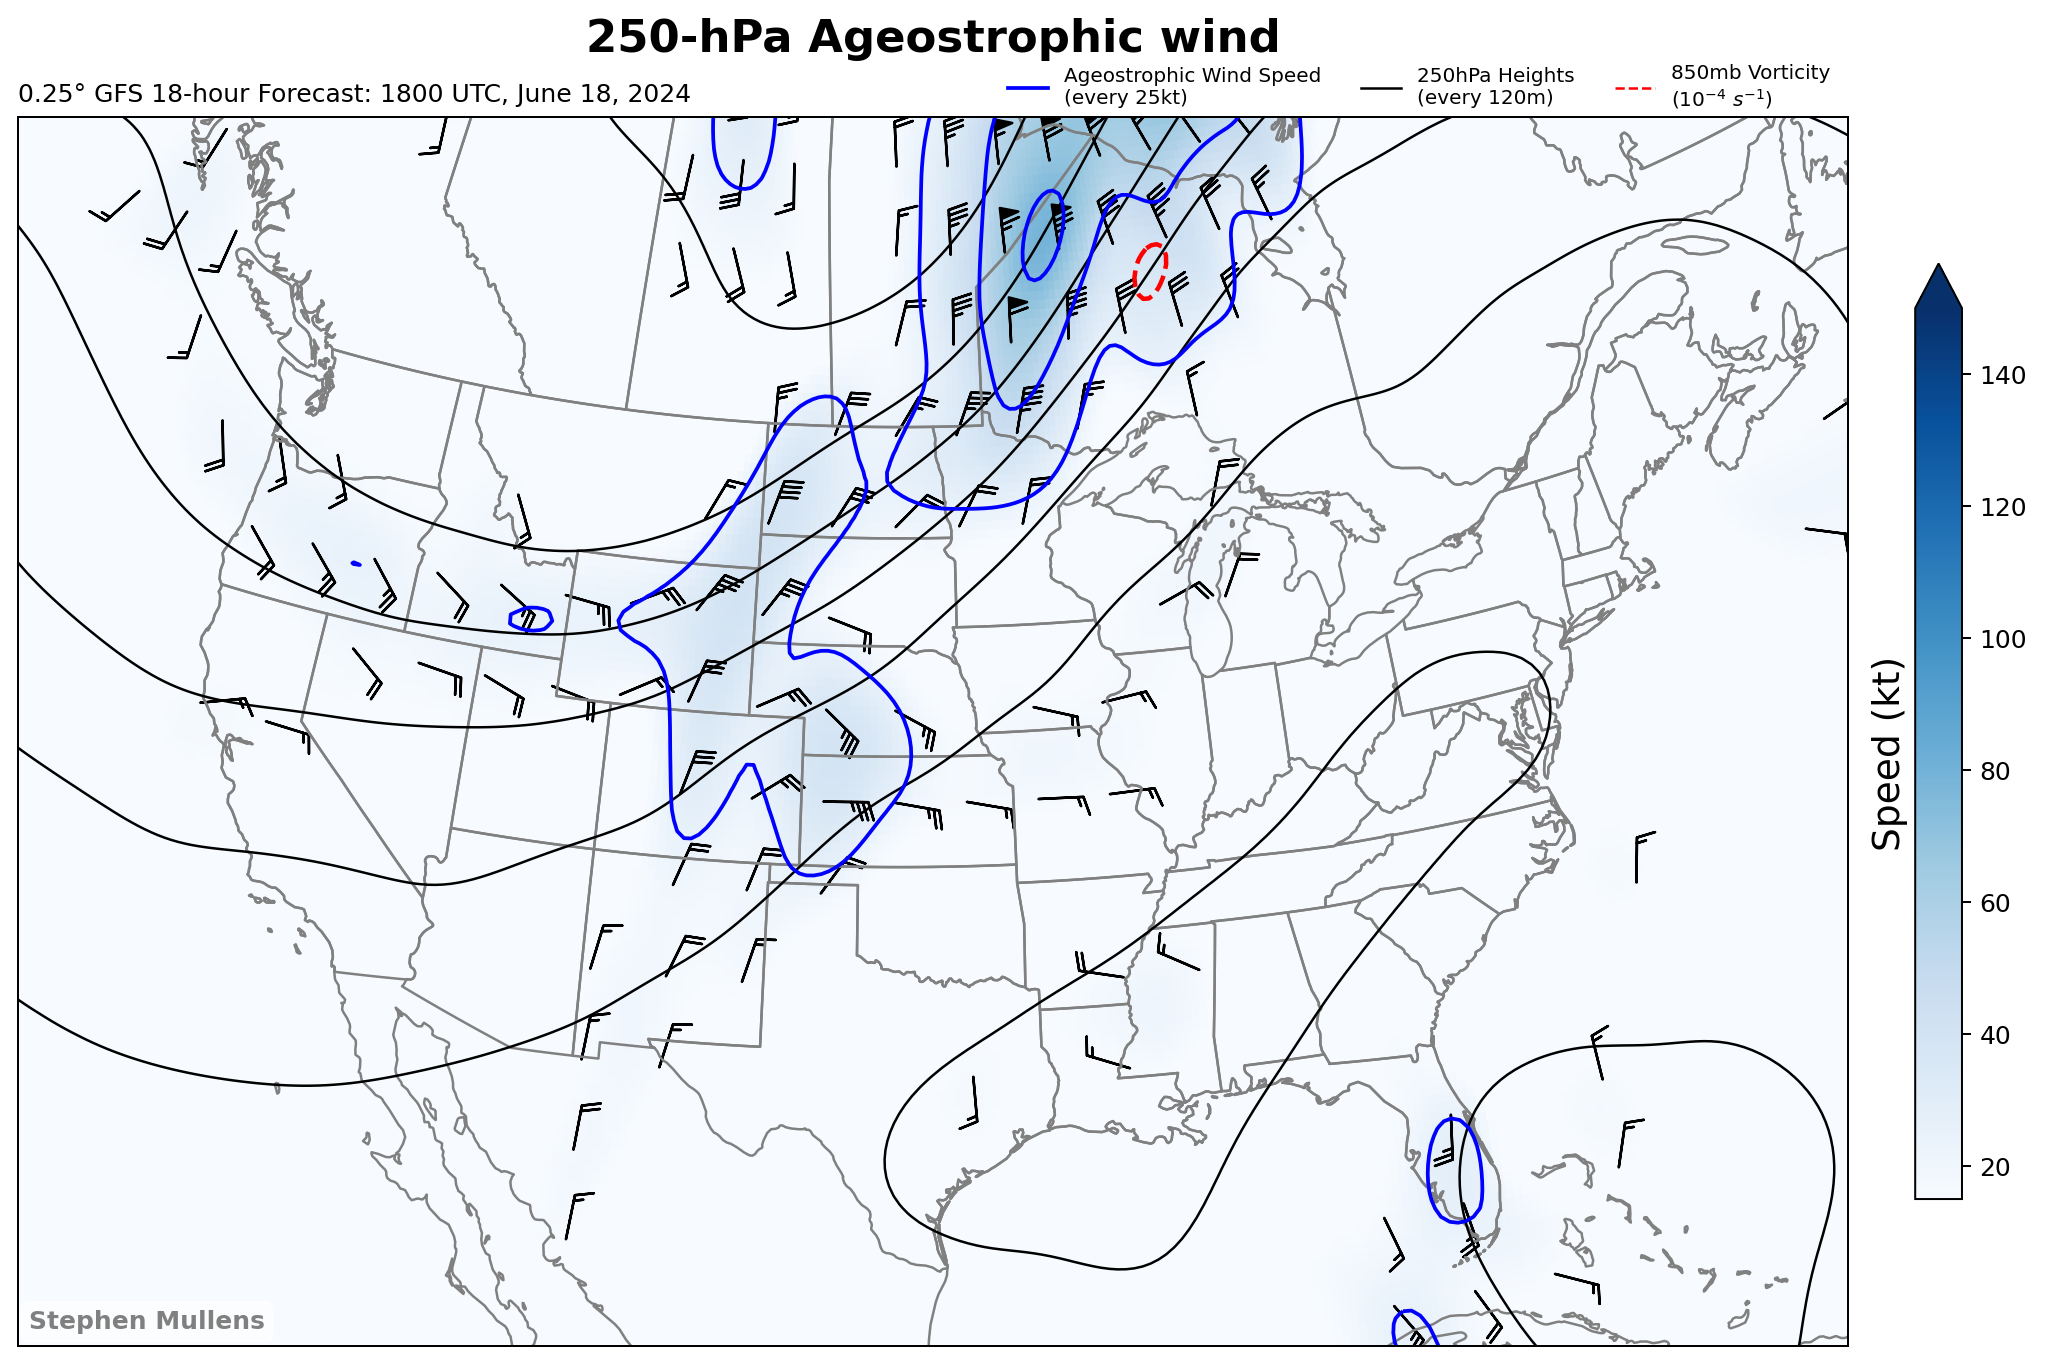 250-hPa Ageostrophic wind
0.25° GFS 18-hour Forecast: 1800 UTC, June 18, 2024
Ageostrophic Wind Speed
(every 25kt)
250hPa Heights
(every 120m)
850mb Vorticity
(10⁻⁴ s⁻¹)
140
120
100
80
60
40
20
Speed (kt)
Stephen Mullens